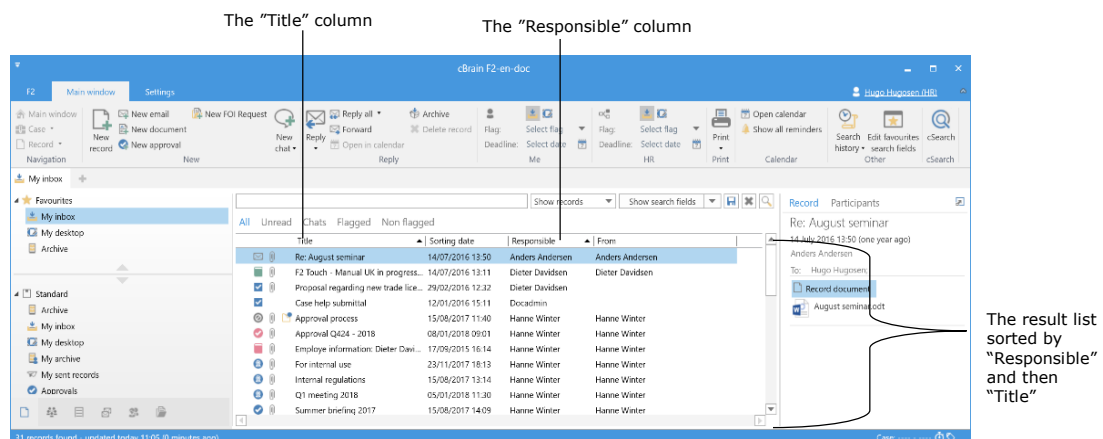 The ”Title” column
The ”Responsible” column
cBrain F2-en-doc
F2 Main window Settings Hugo Hugosen (HR)
Main window
Case
Record
Navigation
New record
New email
New document
New approval
New FOI Request
New chat
New
Reply
Reply all
Forward
Open in calendar
Archive
Delete record
Reply
Flag: Select flag
Deadline: Select date
Me
Flag: Select flag
Deadline: Select date
HR
Print
Print
Open calendar
Show all reminders
Calendar
Search history
Edit favourites search fields
Other
cSearch
cSearch
My inbox
Favourites
My inbox
My desktop
Archive
Standard
Archive
My inbox
My desktop
My archive
My sent records
Approvals
Show records Show search fields
All Unread Chats Flagged Non flagged
Title Sorting date Responsible From
Re: August seminar 14/07/2016 13:50 Anders Andersen Anders Andersen
F2 Touch - Manual UK in progress... 14/07/2016 13:11 Dieter Davidsen Dieter Davidsen
Proposal regarding new trade lice... 29/02/2016 12:32 Dieter Davidsen
Case help submittal 12/01/2016 15:11 Docadmin
Approval process 15/08/2017 11:40 Hanne Winter Hanne Winter
Approval Q424 - 2018 08/01/2018 09:01 Hanne Winter Hanne Winter
Employe information: Dieter Davi... 17/09/2015 16:14 Hanne Winter Hanne Winter
For internal use 23/11/2017 18:13 Hanne Winter Hanne Winter
Internal regulations 15/08/2017 13:14 Hanne Winter Hanne Winter
Q1 meeting 2018 05/01/2018 11:30 Hanne Winter Hanne Winter
Summer briefing 2017 15/08/2017 14:09 Hanne Winter Hanne Winter
Record Participants
Re: August seminar
14 July 2016 13:50 (one year ago)
Anders Andersen
To: Hugo Hugosen;
Record document
August seminar.odt
The result list
sorted by
“Responsible”
and then
“Title”
31 records found - updated today 11:05 (0 minutes ago)
Case: